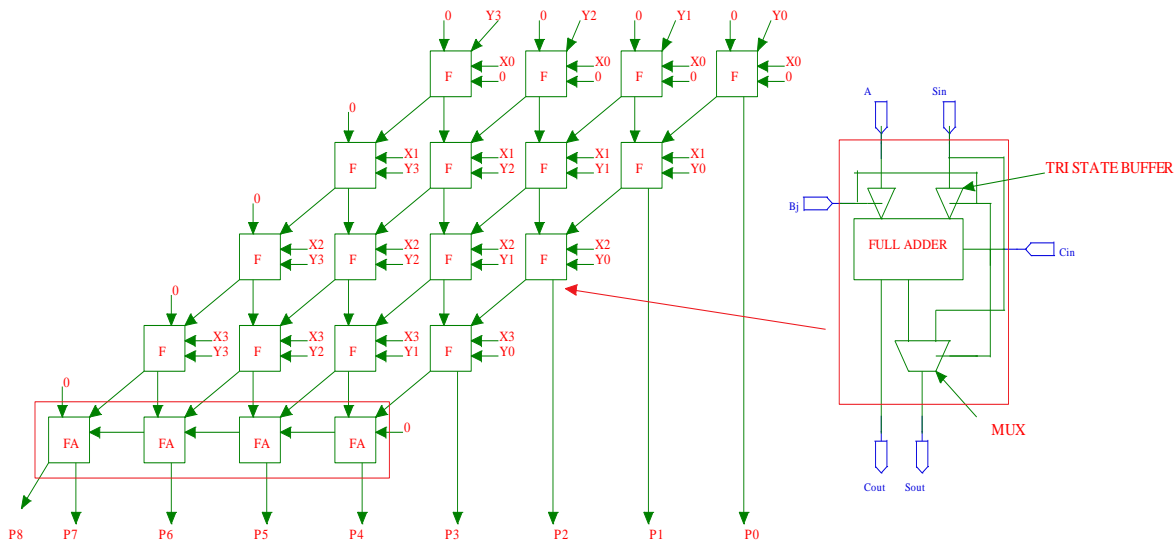 0 Y3 0 Y2 0 Y1 0 Y0
F X0 F X0 F X0 F X0
0 0 0 0
0
F X1 F X1 F X1 F X1
Y3 Y2 Y1 Y0
0
F X2 F X2 F X2 F X2
Y3 Y2 Y1 Y0
0
F X3 F X3 F X3 F X3
Y3 Y2 Y1 Y0
0
FA FA FA FA 0
P8 P7 P6 P5 P4 P3 P2 P1 P0
A Sin
TRI STATE BUFFER
Bj
FULL ADDER
Cin
MUX
Cout Sout